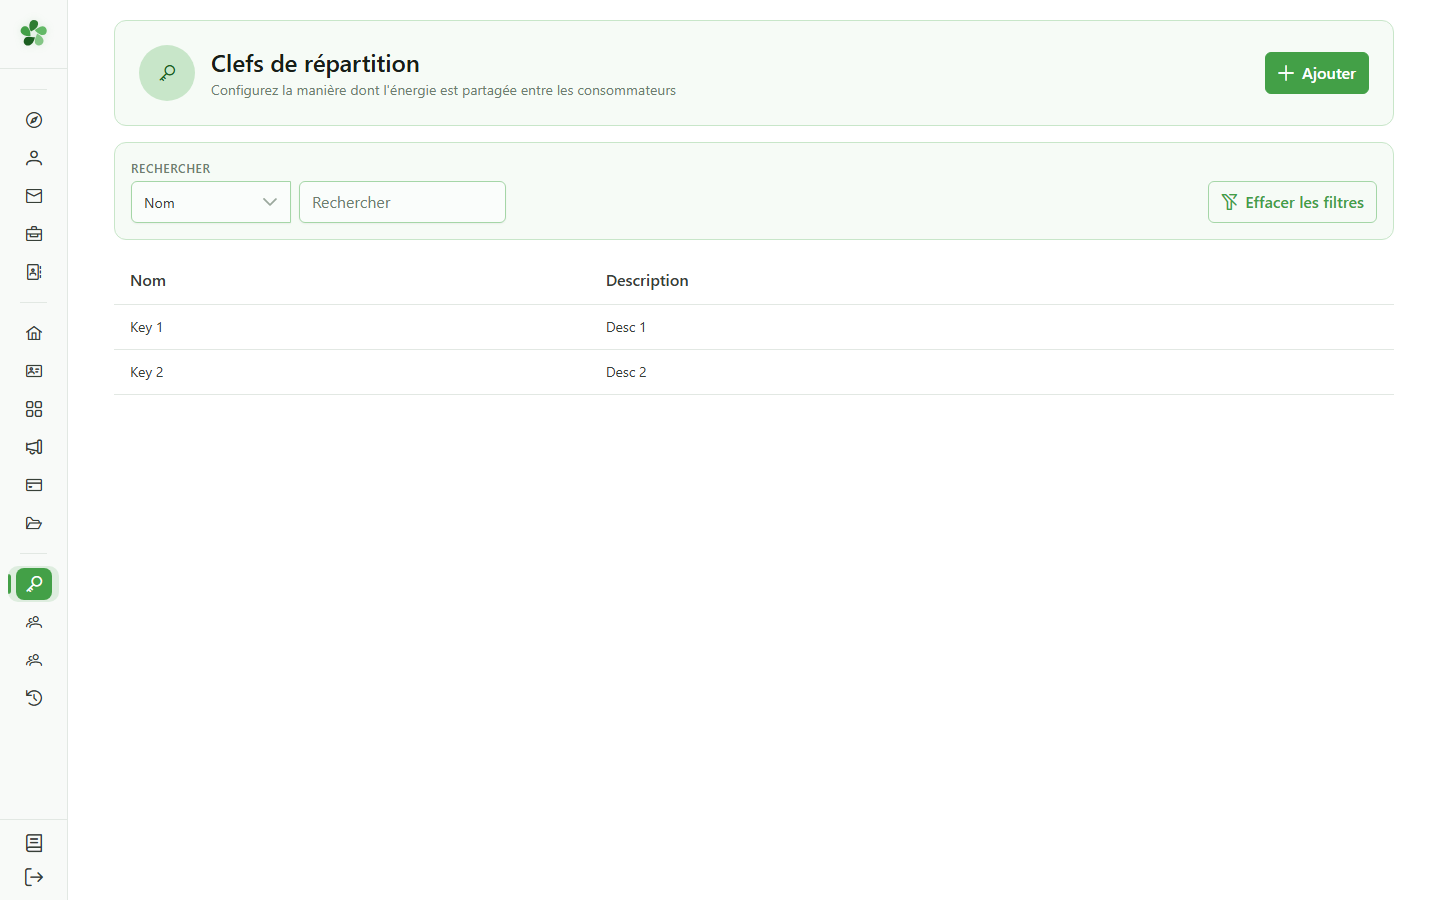 Clefs de répartition
Configurez la manière dont l'énergie est partagée entre les consommateurs
Ajouter
RECHERCHER
Nom
Rechercher
Effacer les filtres
Nom Description
Key 1 Desc 1
Key 2 Desc 2